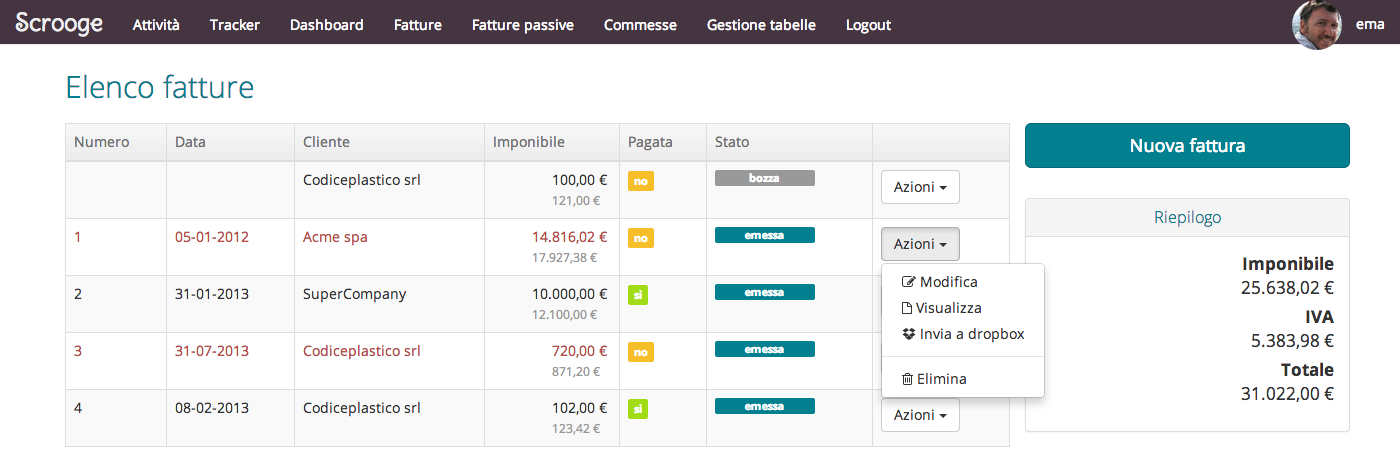 Scrooge Attività Tracker Dashboard Fatture Fatture passive Commesse Gestione tabelle Logout ema
Elenco fatture
Numero Data Cliente Imponibile Pagata Stato
Codiceplastico srl 100,00 € no bozza Azioni
121,00 €
1 05-01-2012 Acme spa 14.816,02 € no emessa Azioni
17.927,38 €
2 31-01-2013 SuperCompany 10.000,00 € si emessa
12.100,00 €
3 31-07-2013 Codiceplastico srl 720,00 € no emessa
871,20 €
4 08-02-2013 Codiceplastico srl 102,00 € si emessa Azioni
123,42 €
Modifica
Visualizza
Invia a dropbox
Elimina
Nuova fattura
Riepilogo
Imponibile
25.638,02 €
IVA
5.383,98 €
Totale
31.022,00 €